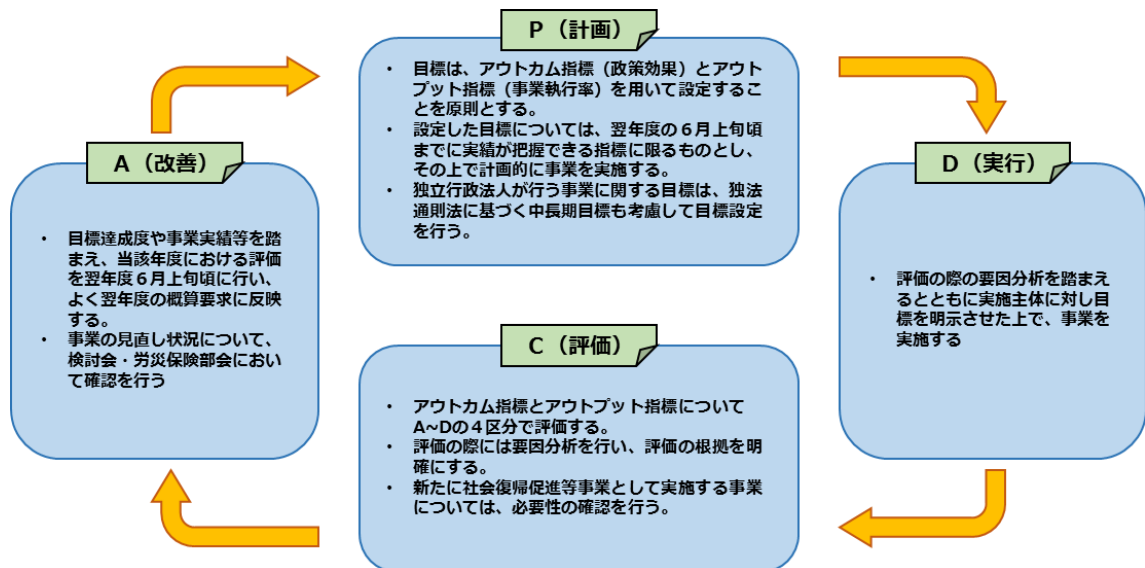 P（計画）
・ 目標は、アウトカム指標（政策効果）とアウト
プット指標（事業執行率）を用いて設定するこ
とを原則とする。
・ 設定した目標については、翌年度の６月上旬頃
までに実績が把握できる指標に限るものとし、
その上で計画的に事業を実施する。
・ 独立行政法人が行う事業に関する目標は、独法
通則法に基づく中長期目標も考慮して目標設定
を行う。
D（実行）
・ 評価の際の要因分析を踏まえ
るとともに実施主体に対し目
標を明示させた上で、事業を
実施する
C（評価）
・ アウトカム指標とアウトプット指標について
A~Dの４区分で評価する。
・ 評価の際には要因分析を行い、評価の根拠を明
確にする。
・ 新たに社会復帰促進等事業として実施する事業
については、必要性の確認を行う。
A（改善）
・ 目標達成度や事業実績等を踏
まえ、当該年度における評価
を翌年度６月上旬頃に行い、
よく翌年度の概算要求に反映
する。
・ 事業の見直し状況について、
検討会・労災保険部会におい
て確認を行う